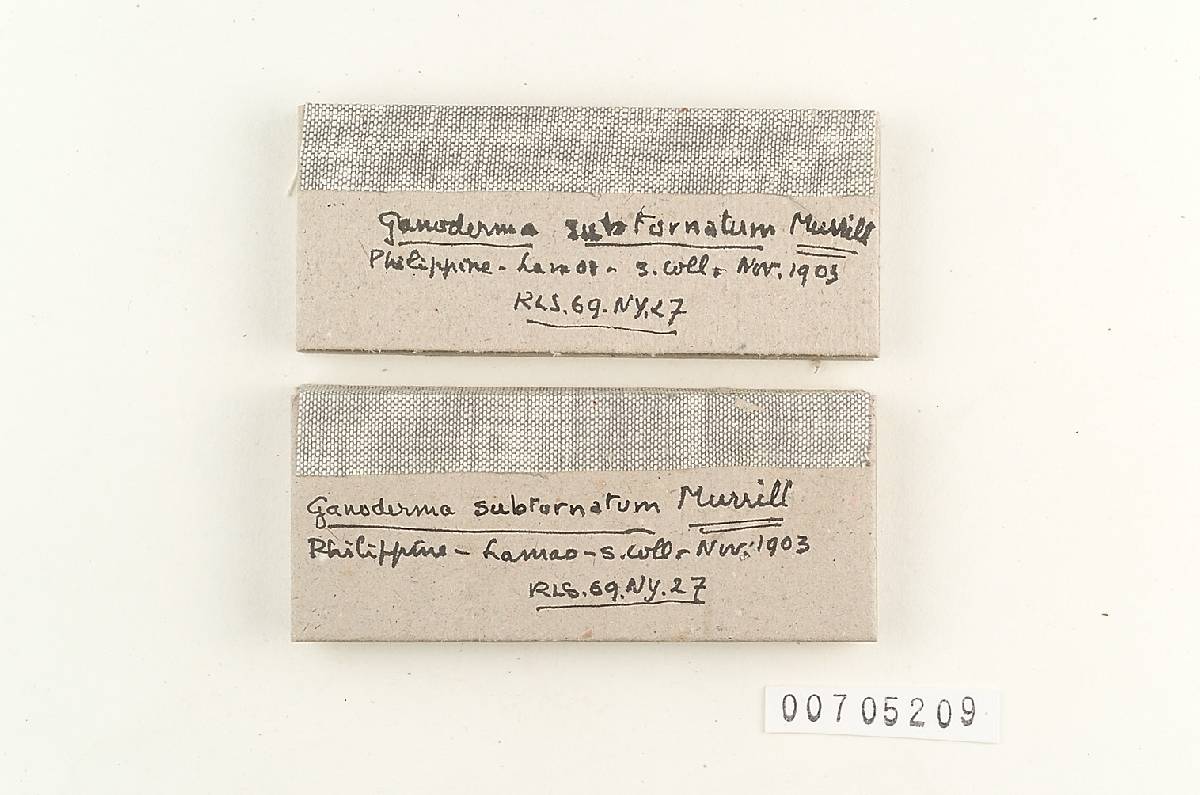 Ganoderma subtornatum Murrill
Philippine - Lamao - s. coll. Nov. 1903
RLS. 69. NY. 27
Ganoderma subtornatum Murrill
Philippine - Lamao - s. coll. Nov. 1903
RLS. 69. NY. 27
00705209